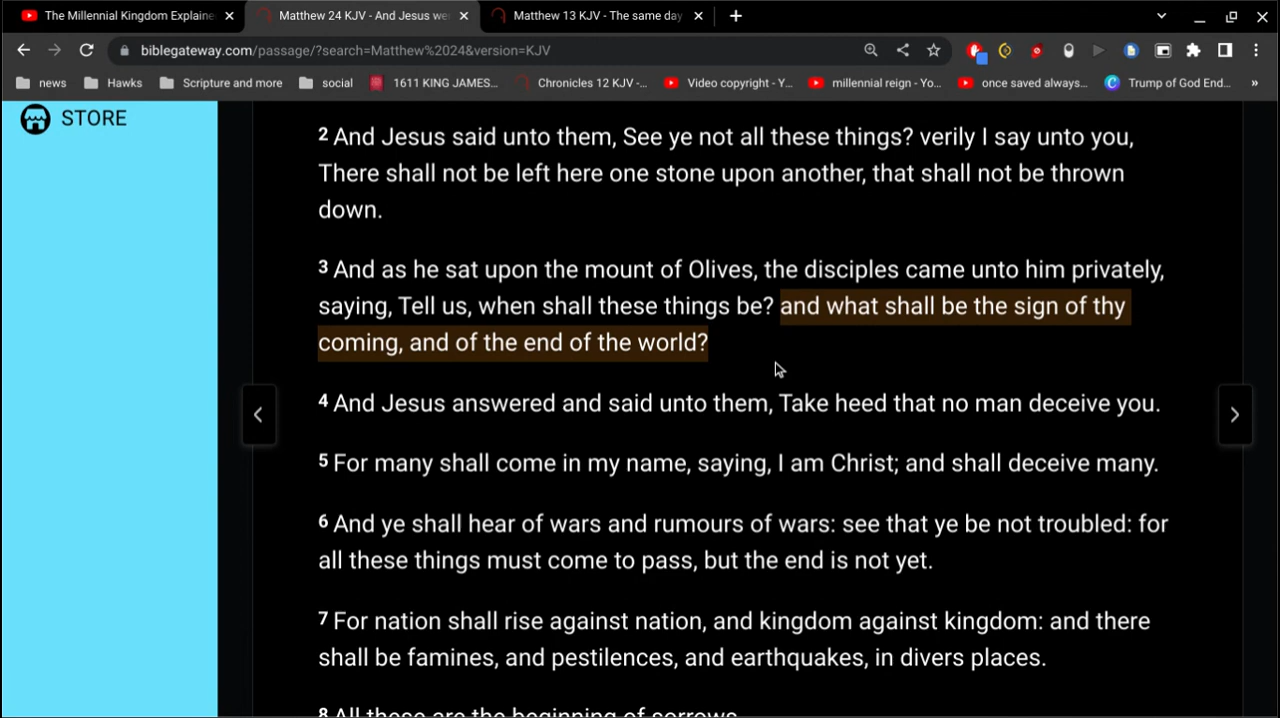 The Millennial Kingdom Explaine
Matthew 24 KJV - And Jesus we
Matthew 13 KJV - The same day
biblegateway.com/passage/?search=Matthew%2024&version=KJV
news
Hawks
Scripture and more
social
1611 KING JAMES...
Chronicles 12 KJV -...
Video copyright - Y...
millennial reign - Yo...
once saved always...
Trump of God End...
»
STORE
2 And Jesus said unto them, See ye not all these things? verily I say unto you,
There shall not be left here one stone upon another, that shall not be thrown
down.
3 And as he sat upon the mount of Olives, the disciples came unto him privately,
saying, Tell us, when shall these things be? and what shall be the sign of thy
coming, and of the end of the world?
4 And Jesus answered and said unto them, Take heed that no man deceive you.
5 For many shall come in my name, saying, I am Christ; and shall deceive many.
6 And ye shall hear of wars and rumours of wars: see that ye be not troubled: for
all these things must come to pass, but the end is not yet.
7 For nation shall rise against nation, and kingdom against kingdom: and there
shall be famines, and pestilences, and earthquakes, in divers places.
8 All these are the beginning of sorrows.